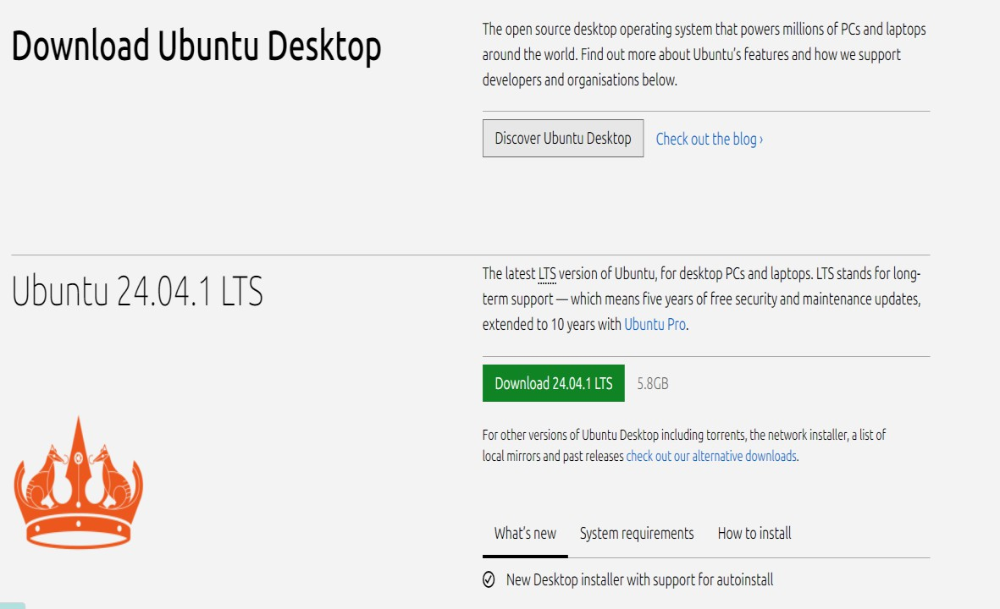 Download Ubuntu Desktop
The open source desktop operating system that powers millions of PCs and laptops
around the world. Find out more about Ubuntu's features and how we support
developers and organisations below.
Discover Ubuntu Desktop
Check out the blog ›
Ubuntu 24.04.1 LTS
The latest LTS version of Ubuntu, for desktop PCs and laptops. LTS stands for long-
term support — which means five years of free security and maintenance updates,
extended to 10 years with Ubuntu Pro.
Download 24.04.1 LTS
5.8GB
For other versions of Ubuntu Desktop including torrents, the network installer, a list of
local mirrors and past releases check out our alternative downloads.
What's new
System requirements
How to install
New Desktop installer with support for autoinstall